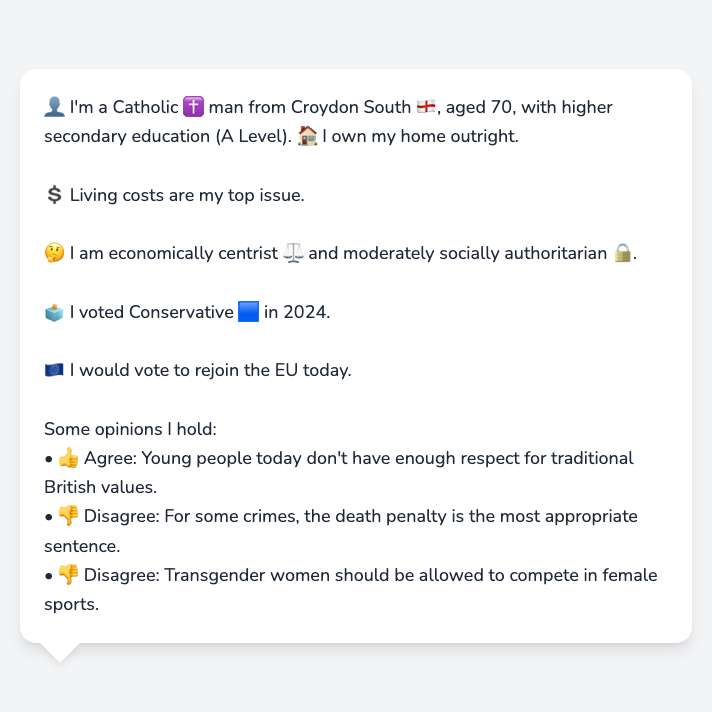 👤 I'm a Catholic ✝️ man from Croydon South 🏴󠁧󠁢󠁥󠁮󠁧󠁿, aged 70, with higher
secondary education (A Level). 🏠 I own my home outright.
💲 Living costs are my top issue.
🤔 I am economically centrist ⚖️ and moderately socially authoritarian 🔒.
🗳️ I voted Conservative 🟦 in 2024.
🇪🇺 I would vote to rejoin the EU today.
Some opinions I hold:
• 👍 Agree: Young people today don't have enough respect for traditional
British values.
• 👎 Disagree: For some crimes, the death penalty is the most appropriate
sentence.
• 👎 Disagree: Transgender women should be allowed to compete in female
sports.